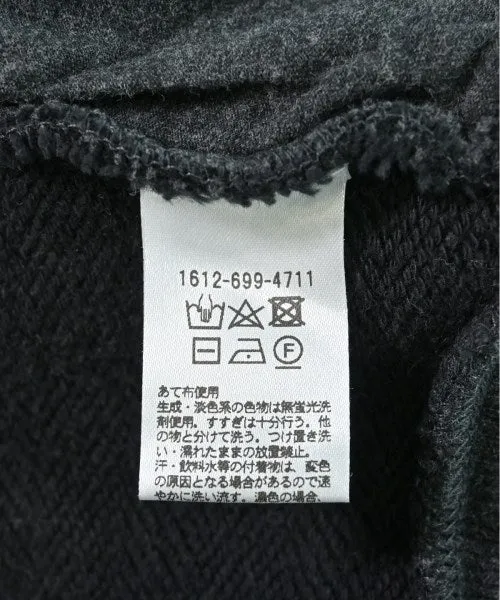 1612-699-4711
F
あて布使用
生成・淡色系の色物は無蛍光洗
剤使用。すすぎは十分行う。他
の物と分けて洗う。つけ置き洗
い・濡れたままの放置禁止。
汗・飲料水等の付着物は、変色
の原因となる場合があるので速
やかに洗い流す。濃色の場合、